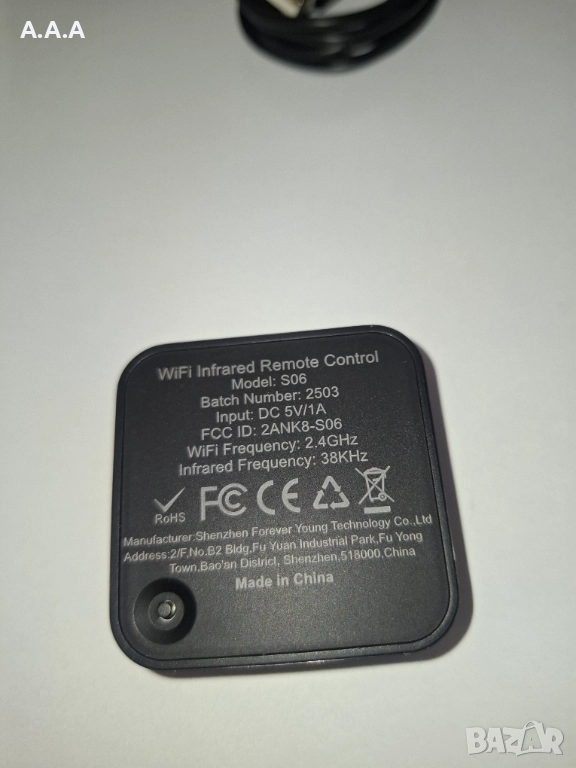 A.A.A
WiFi Infrared Remote Control
Model: S06
Batch Number: 2503
Input: DC 5V/1A
FCC ID: 2ANK8-S06
WiFi Frequency: 2.4GHz
Infrared Frequency: 38KHz
RoHS FC CE
Manufacturer:Shenzhen Forever Young Technology Co.,Ltd
Address:2/F,No.B2 Bldg,Fu Yuan Industrial Park,Fu Yong
Town,Bao'an District, Shenzhen,518000,China
Made in China
BAZAR